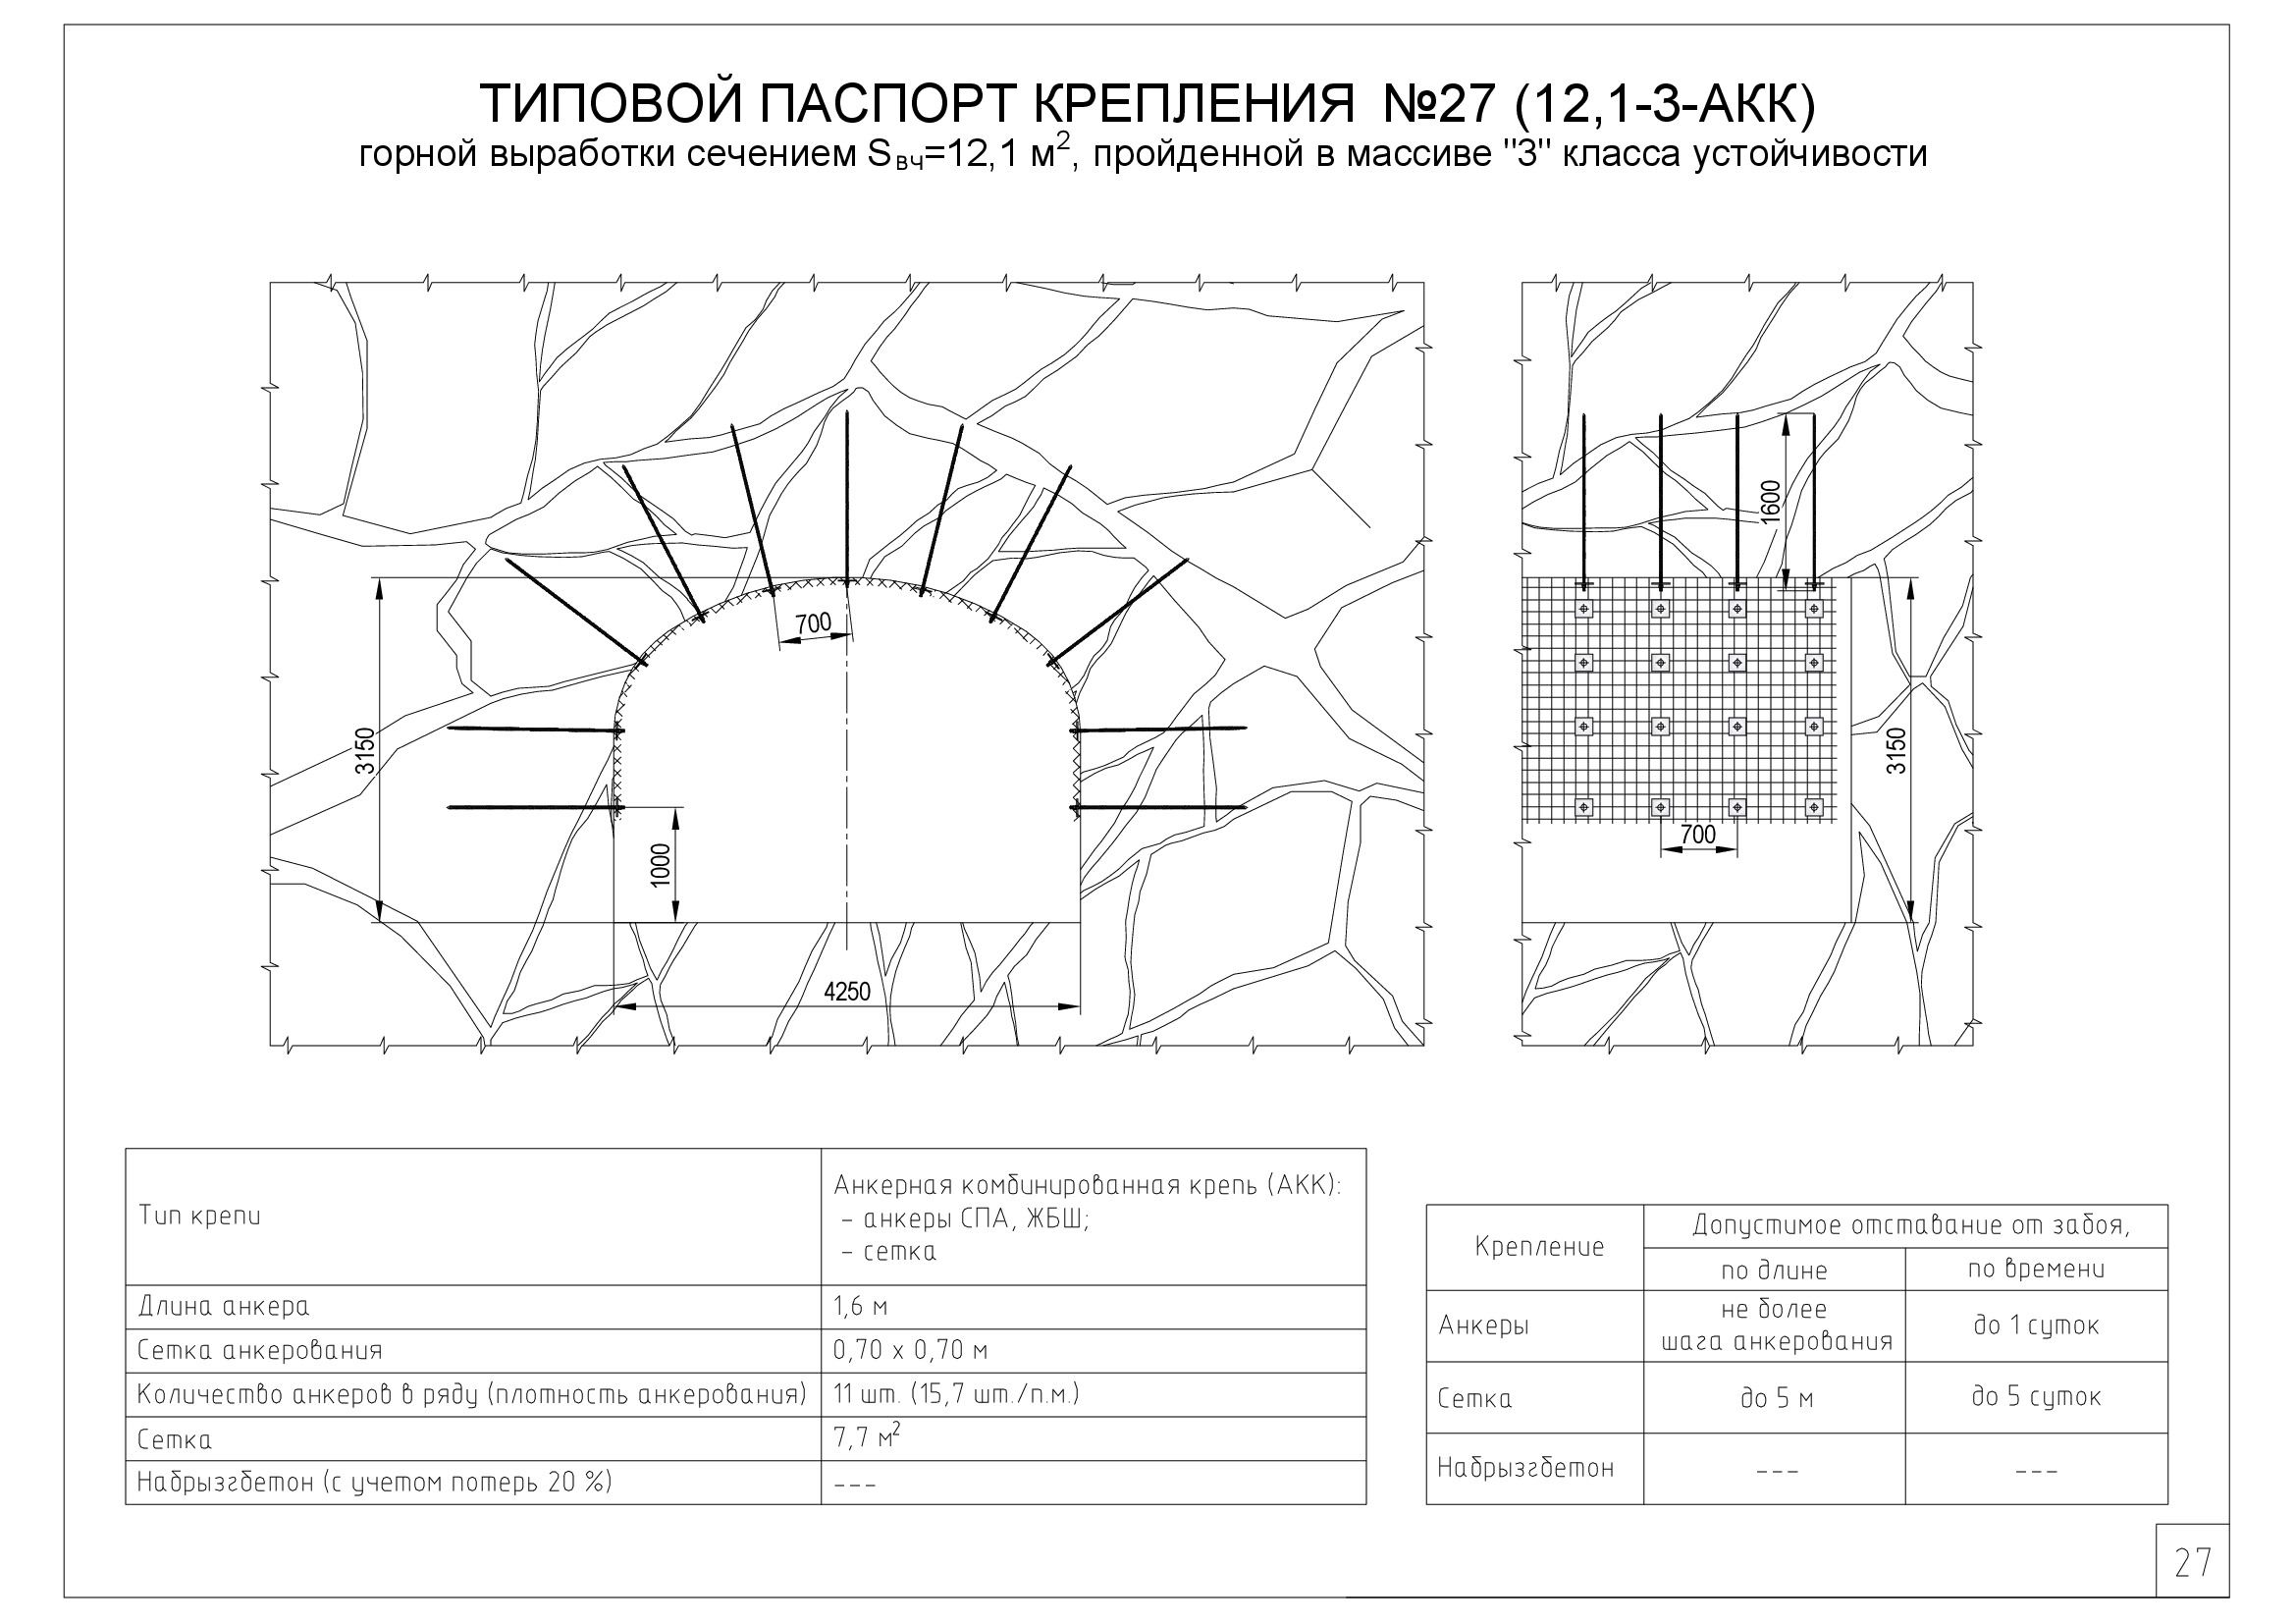 ТИПОВОЙ ПАСПОРТ КРЕПЛЕНИЯ №27 (12,1-3-АКК)
горной выработки сечением Sвч=12,1 м², пройденной в массиве "3" класса устойчивости
1600
700
3150
3150
700
1000
4250
Тип крепи
Анкерная комбинированная крепь (АКК):
- анкеры СПА, ЖБШ;
- сетка
Длина анкера
1,6 м
Сетка анкерования
0,70 х 0,70 м
Количество анкеров в ряду (плотность анкерования)
11 шт. (15,7 шт./п.м.)
Сетка
7,7 м²
Набрызгбетон (с учетом потерь 20 %)
---
Крепление
Допустимое отставание от забоя,
по длине
по времени
Анкеры
не более
шага анкерования
до 1 суток
Сетка
до 5 м
до 5 суток
Набрызгбетон
---
---
27